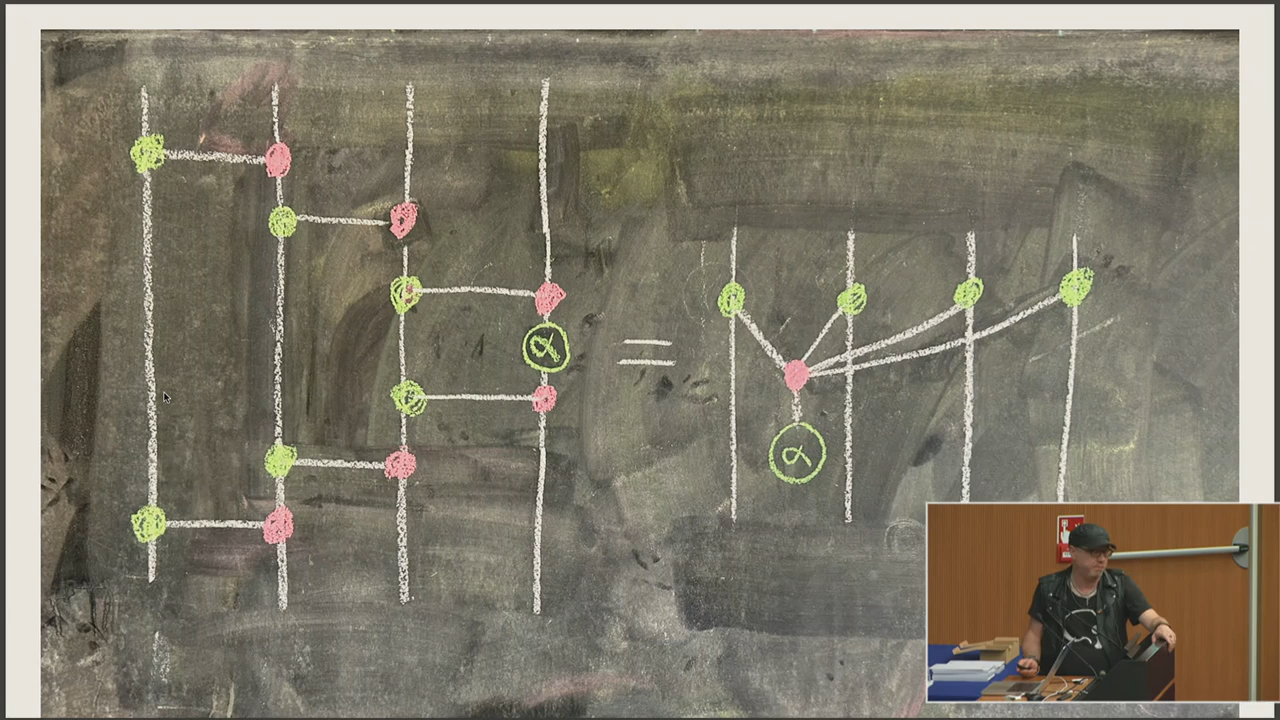 α
=
α